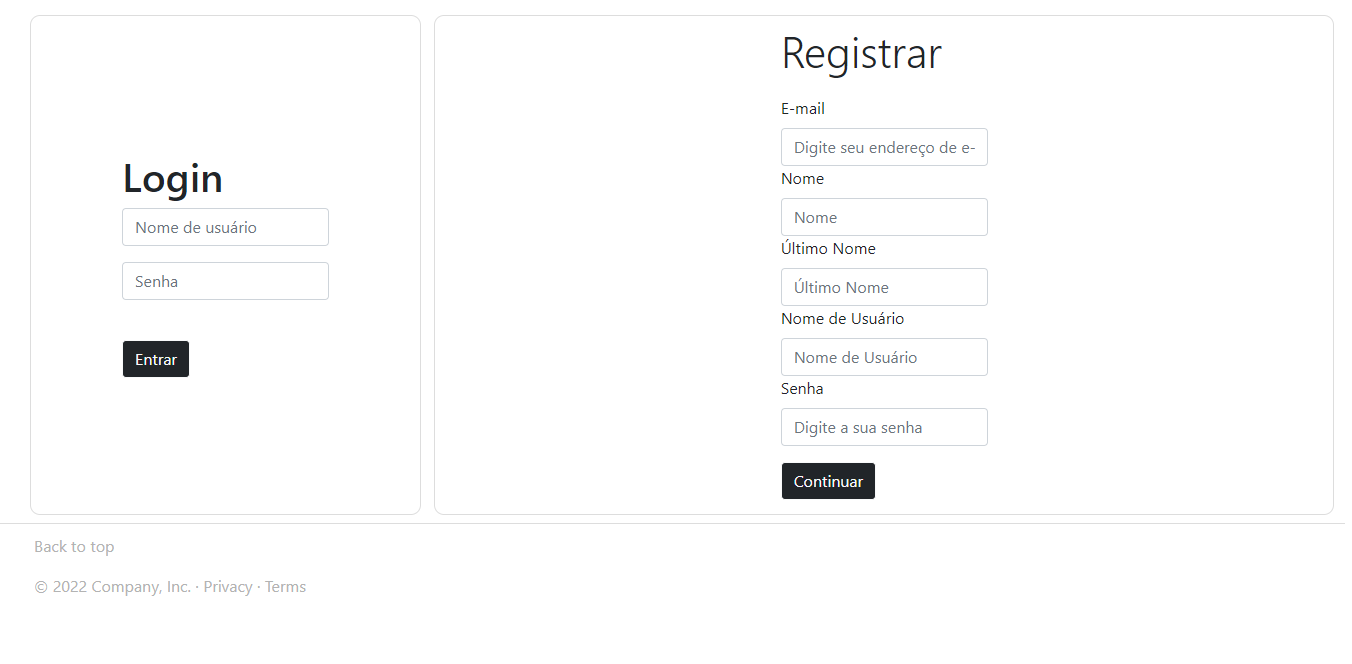 Login
Nome de usuário
Senha
Entrar
Registrar
E-mail
Digite seu endereço de e-
Nome
Nome
Último Nome
Último Nome
Nome de Usuário
Nome de Usuário
Senha
Digite a sua senha
Continuar
Back to top
© 2022 Company, Inc. · Privacy · Terms